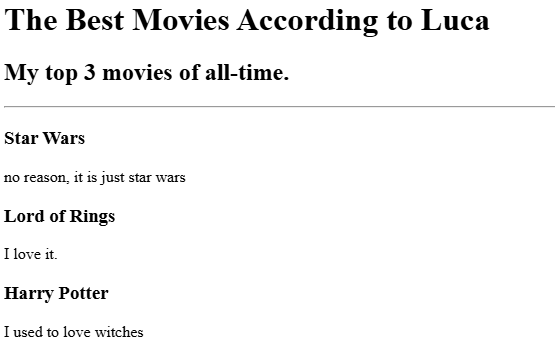 The Best Movies According to Luca
My top 3 movies of all-time.
Star Wars
no reason, it is just star wars
Lord of Rings
I love it.
Harry Potter
I used to love witches